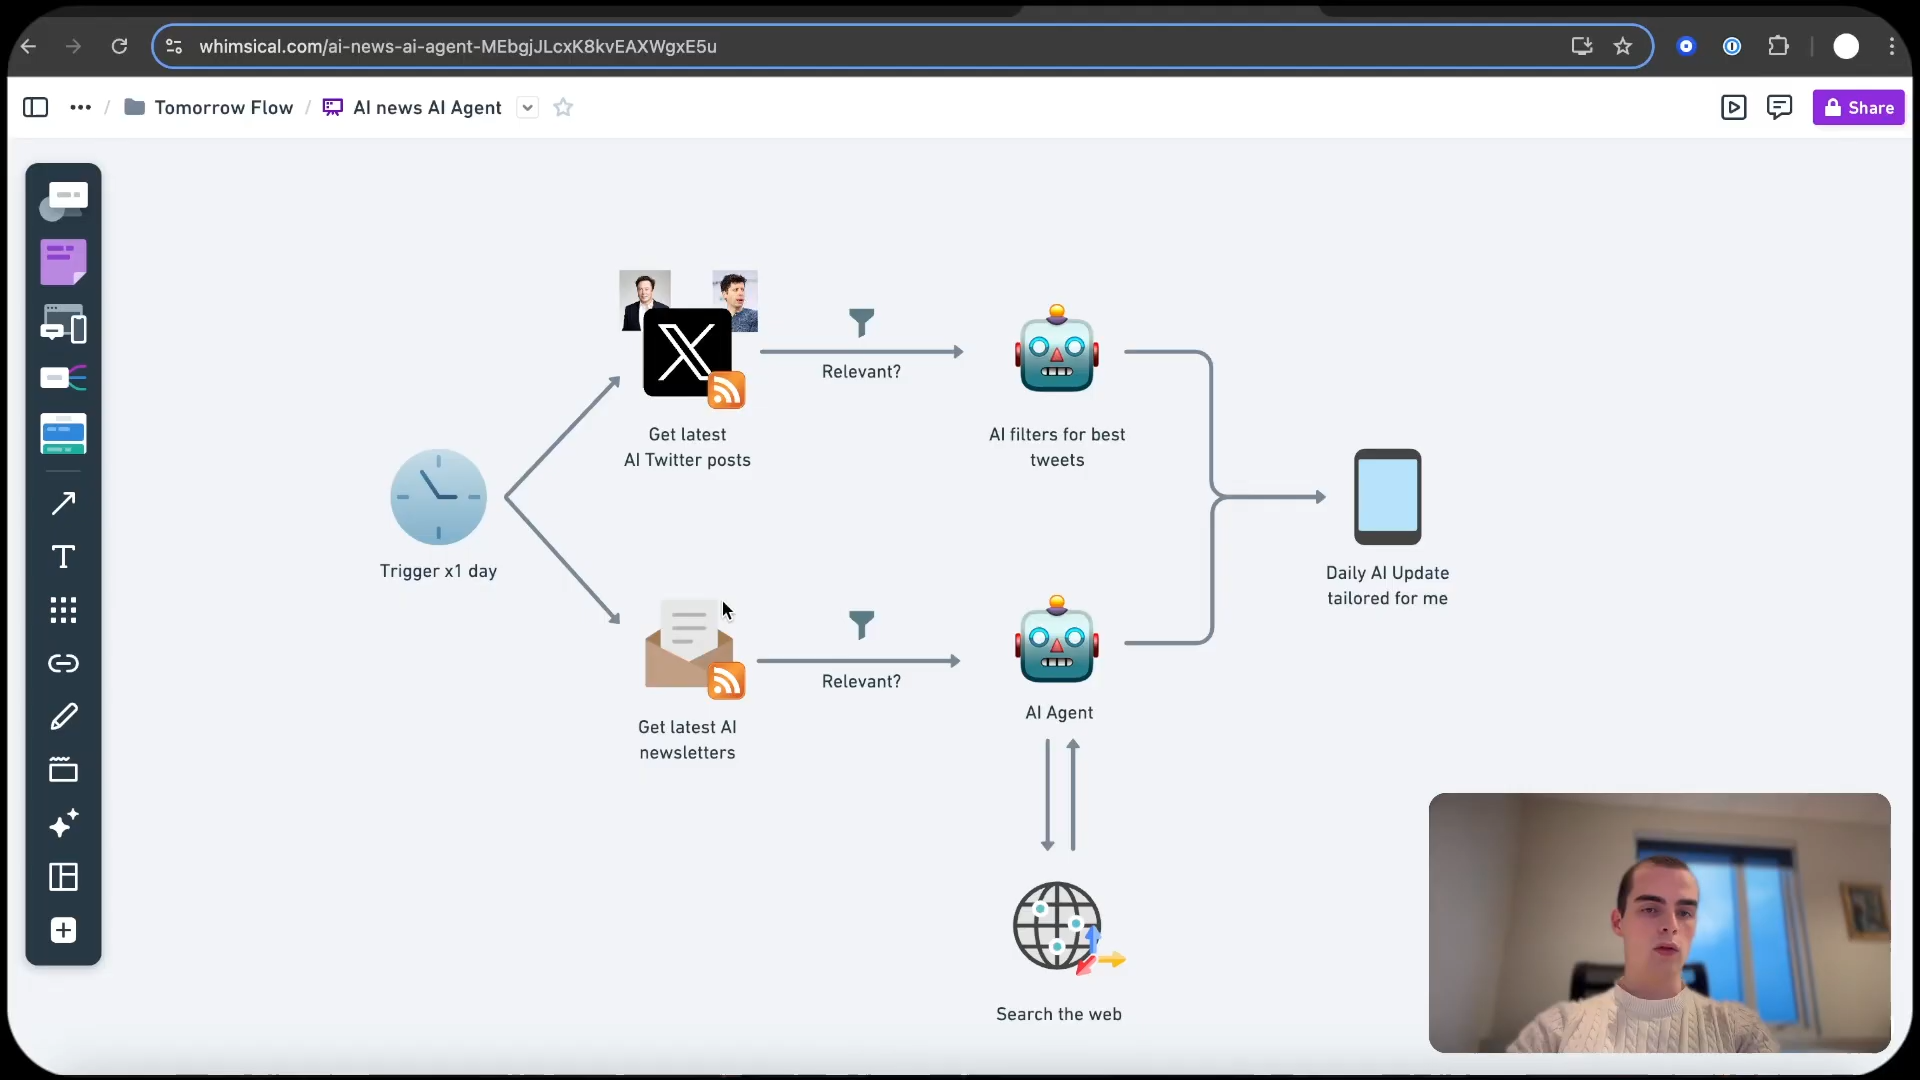 whimsical.com/ai-news-ai-agent-MEbgjJLcxK8kvEAXWgxE5u
/ Tomorrow Flow / AI news AI Agent
Share
Relevant?
Get latest
AI Twitter posts
AI filters for best
tweets
Trigger x1 day
Daily AI Update
tailored for me
Relevant?
Get latest AI
newsletters
AI Agent
Search the web